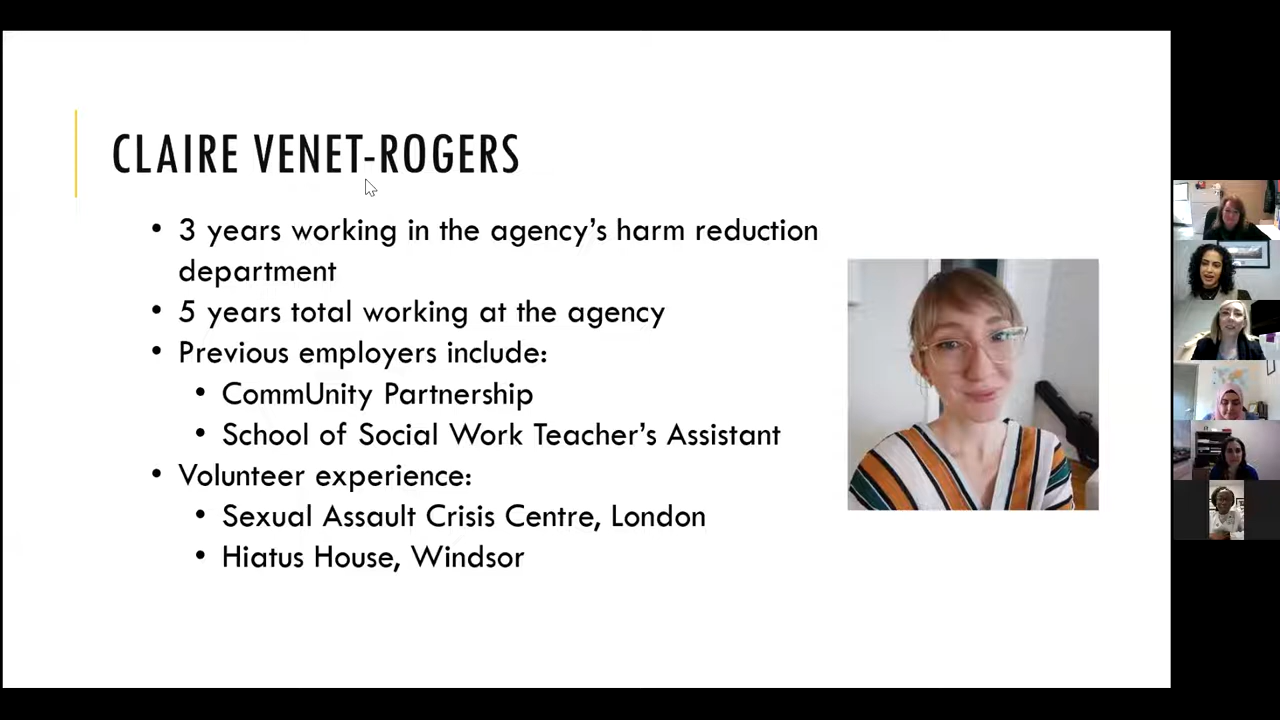 CLAIRE VENET-ROGERS
• 3 years working in the agency's harm reduction
department
• 5 years total working at the agency
• Previous employers include:
• CommUnity Partnership
• School of Social Work Teacher's Assistant
• Volunteer experience:
• Sexual Assault Crisis Centre, London
• Hiatus House, Windsor